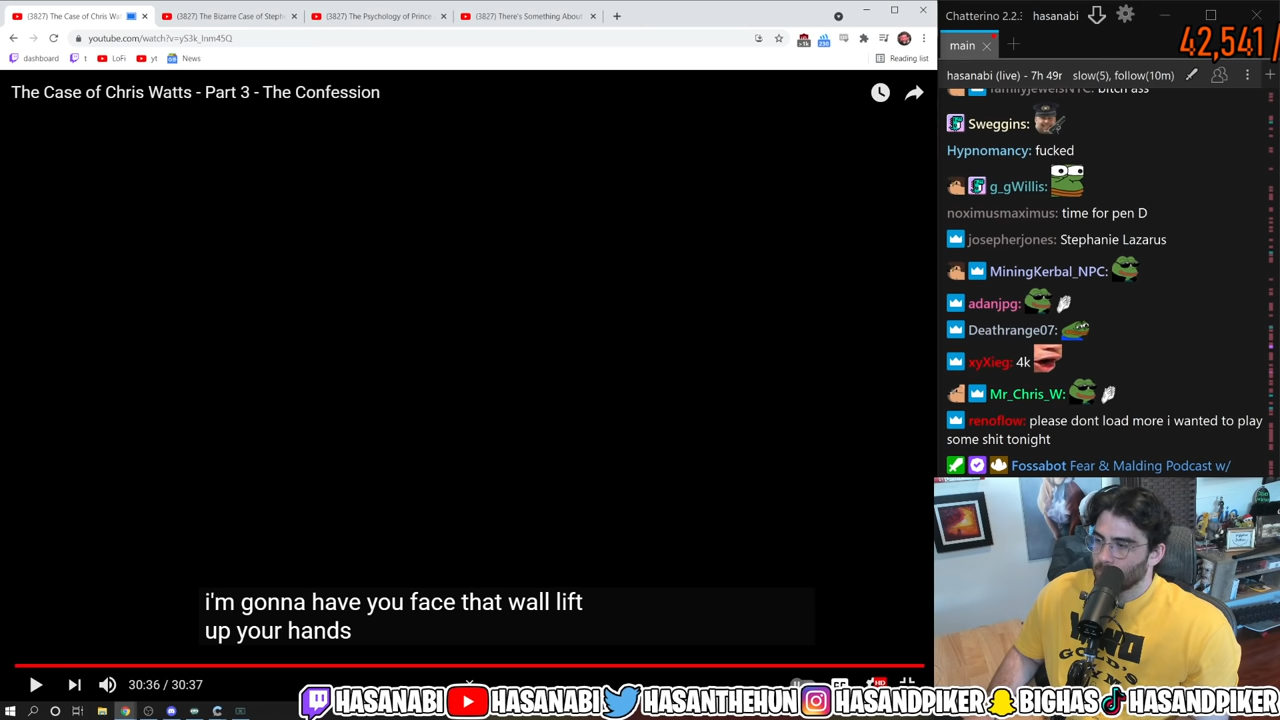 (3827) The Case of Chris Wa
(3827) The Bizarre Case of Steph
(3827) The Psychology of Prince
(3827) There's Something About
youtube.com/watch?v=yS3k_Inm45Q
dashboard
t
LoFi
yt
News
Reading list
The Case of Chris Watts - Part 3 - The Confession
i'm gonna have you face that wall lift
up your hands
30:36 / 30:37
Chatterino 2.2.
hasanabi
42,541 /
main
hasanabi (live) - 7h 49
slow(5), follow(10m)
familyjewelsNYC: bitch ass
Sweggins:
Hypnomancy: fucked
g_gWillis:
noximusmaximus: time for pen D
josepherjones: Stephanie Lazarus
MiningKerbal_NPC:
adanjpg:
Deathrange07:
xyXieg: 4k
Mr_Chris_W:
renoflow: please dont load more i wanted to play
some shit tonight
Fossabot Fear & Malding Podcast w/
HASANABI
HASANABI
HASANTHEHUN
HASANDPIKER
BIGHAS
HASANDPIKER